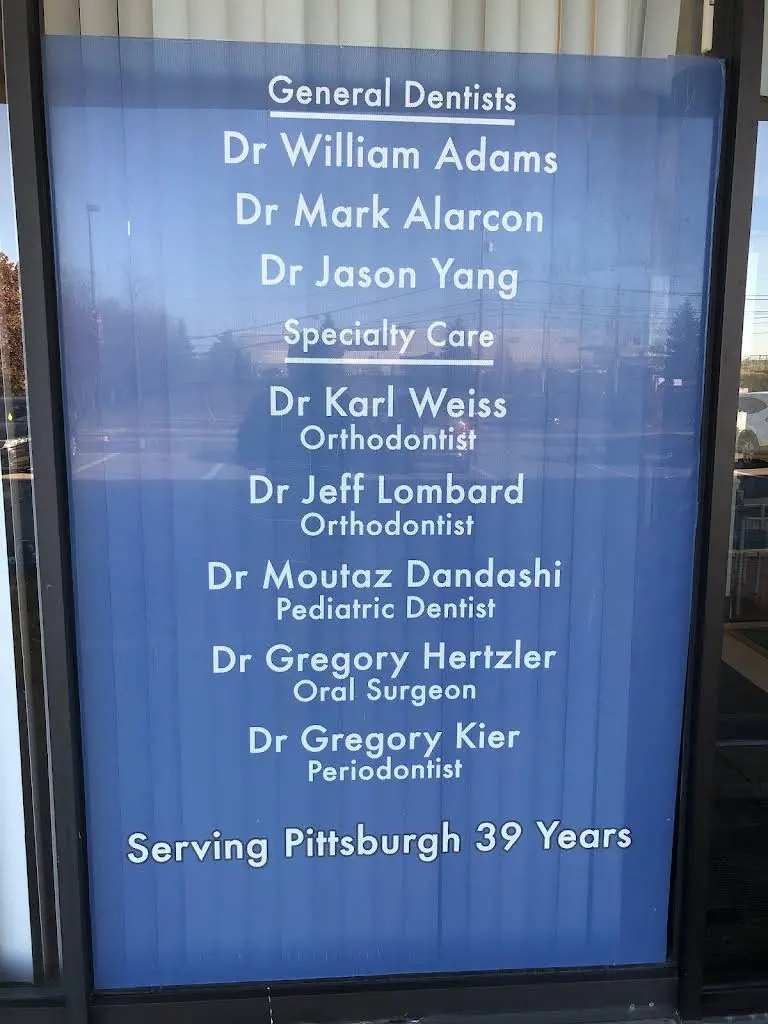 General Dentists
Dr William Adams
Dr Mark Alarcon
Dr Jason Yang
Specialty Care
Dr Karl Weiss
Orthodontist
Dr Jeff Lombard
Orthodontist
Dr Moutaz Dandashi
Pediatric Dentist
Dr Gregory Hertzler
Oral Surgeon
Dr Gregory Kier
Periodontist
Serving Pittsburgh 39 Years